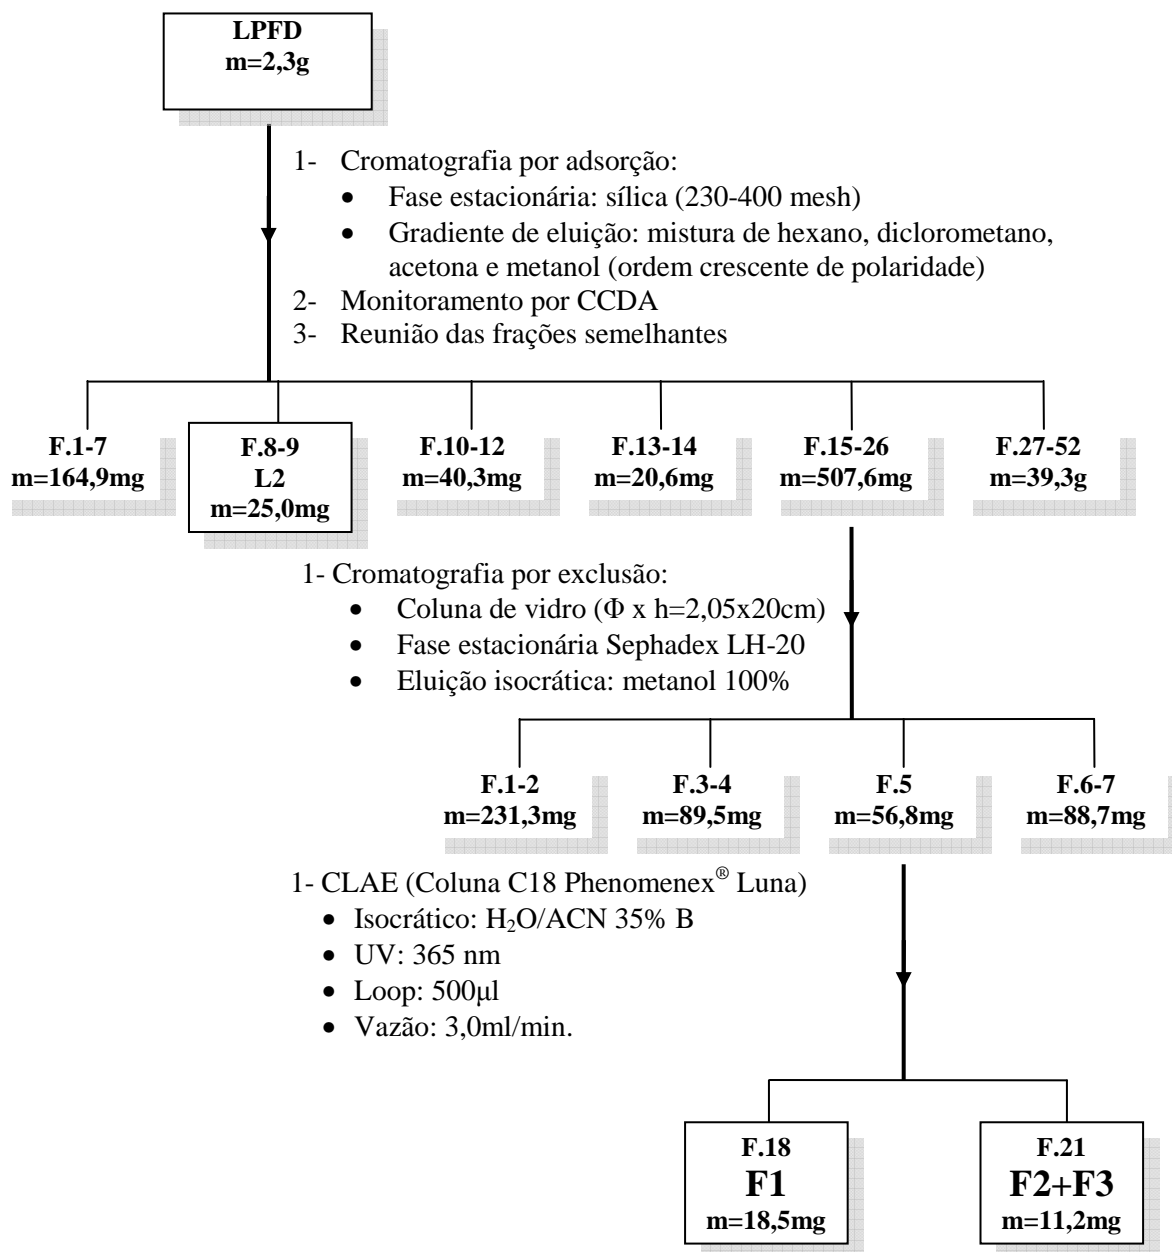 LPFD
m=2,3g
1- Cromatografia por adsorção:
• Fase estacionária: sílica (230-400 mesh)
• Gradiente de eluição: mistura de hexano, diclorometano,
acetona e metanol (ordem crescente de polaridade)
2- Monitoramento por CCDA
3- Reunião das frações semelhantes
F.1-7
m=164,9mg
F.8-9
L2
m=25,0mg
F.10-12
m=40,3mg
F.13-14
m=20,6mg
F.15-26
m=507,6mg
F.27-52
m=39,3g
1- Cromatografia por exclusão:
• Coluna de vidro (Φ x h=2,05x20cm)
• Fase estacionária Sephadex LH-20
• Eluição isocrática: metanol 100%
F.1-2
m=231,3mg
F.3-4
m=89,5mg
F.5
m=56,8mg
F.6-7
m=88,7mg
1- CLAE (Coluna C18 Phenomenex® Luna)
• Isocrático: H₂O/ACN 35% B
• UV: 365 nm
• Loop: 500µl
• Vazão: 3,0ml/min.
F.18
F1
m=18,5mg
F.21
F2+F3
m=11,2mg